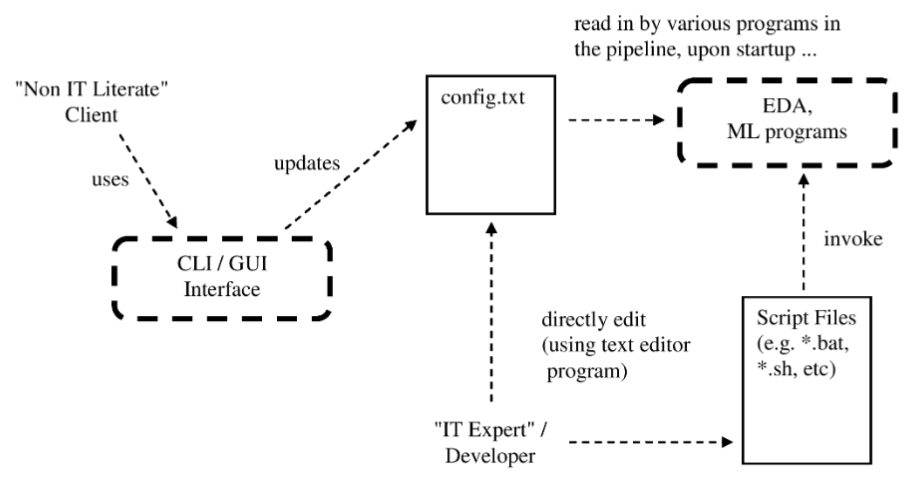 read in by various programs in
the pipeline, upon startup ...
"Non IT Literate"
Client
config.txt
EDA,
ML programs
updates
uses
invoke
CLI / GUI
Interface
directly edit
(using text editor
program)
Script Files
(e.g. *.bat,
*.sh, etc)
"IT Expert" /
Developer